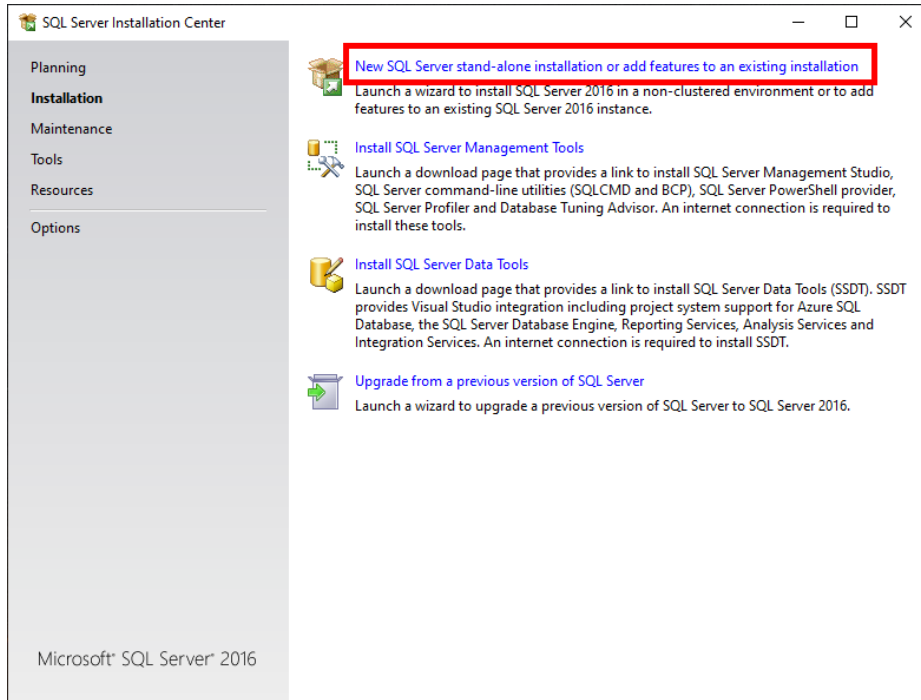 SQL Server Installation Center
Planning
Installation
Maintenance
Tools
Resources
Options
New SQL Server stand-alone installation or add features to an existing installation
Launch a wizard to install SQL Server 2016 in a non-clustered environment or to add
features to an existing SQL Server 2016 instance.
Install SQL Server Management Tools
Launch a download page that provides a link to install SQL Server Management Studio,
SQL Server command-line utilities (SQLCMD and BCP), SQL Server PowerShell provider,
SQL Server Profiler and Database Tuning Advisor. An internet connection is required to
install these tools.
Install SQL Server Data Tools
Launch a download page that provides a link to install SQL Server Data Tools (SSDT). SSDT
provides Visual Studio integration including project system support for Azure SQL
Database, the SQL Server Database Engine, Reporting Services, Analysis Services and
Integration Services. An internet connection is required to install SSDT.
Upgrade from a previous version of SQL Server
Launch a wizard to upgrade a previous version of SQL Server to SQL Server 2016.
Microsoft® SQL Server® 2016